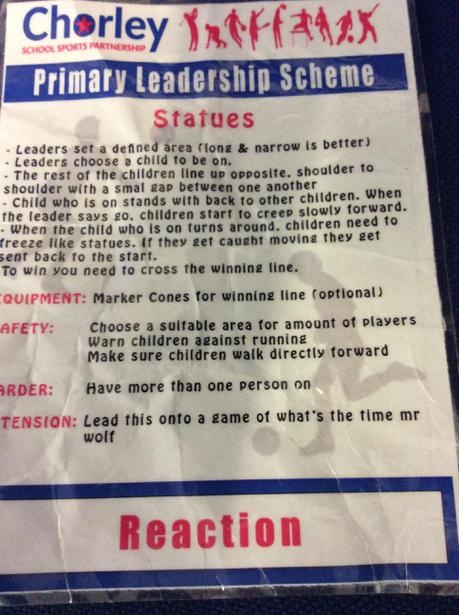 Chorley
SCHOOL SPORTS PARTNERSHIP
Primary Leadership Scheme
Statues
- Leaders set a defined area (long & narrow is better)
- Leaders choose a child to be on.
- The rest of the children line up opposite. shoulder to
shoulder with a smal gap between one another
- Child who is on stands with back to other children. When
the leader says go. children start to creep slowly forward.
- When the child who is on turns around. children need to
freeze like statues. If they get caught moving they get
sent back to the start.
To win you need to cross the winning line.
EQUIPMENT: Marker Cones for winning line (optional)
AFETY: Choose a suitable area for amount of players
Warn children against running
Make sure children walk directly forward
ARDER: Have more than one person on
TENSION: Lead this onto a game of what's the time mr
wolf
Reaction